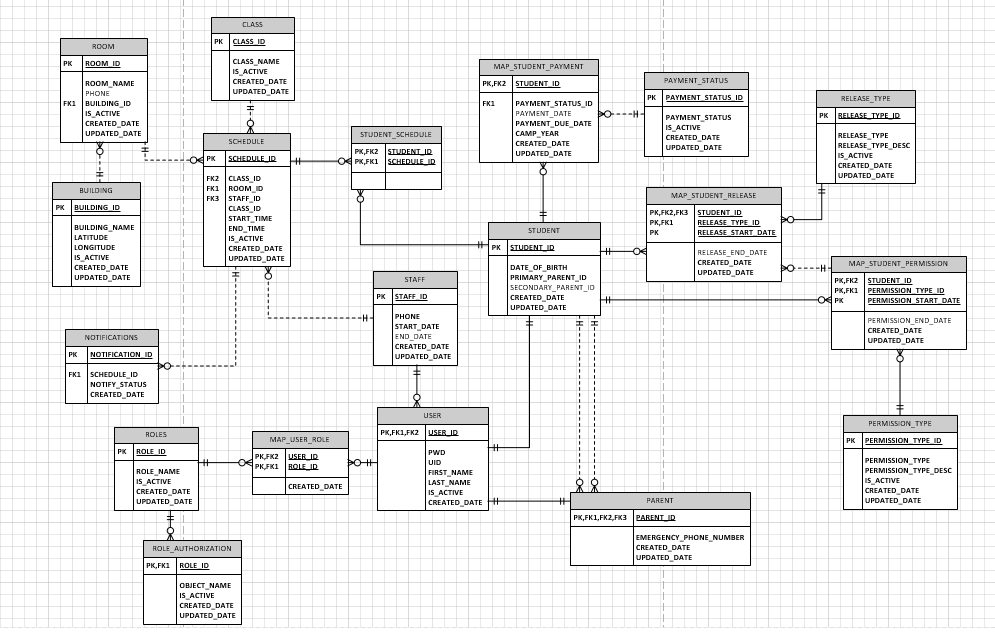 CLASS
PK CLASS_ID
CLASS_NAME
IS_ACTIVE
CREATED_DATE
UPDATED_DATE
ROOM
PK ROOM_ID
ROOM_NAME
PHONE
FK1 BUILDING_ID
IS_ACTIVE
CREATED_DATE
UPDATED_DATE
MAP_STUDENT_PAYMENT
PK,FK2 STUDENT_ID
FK1 PAYMENT_STATUS_ID
PAYMENT_DATE
PAYMENT_DUE_DATE
CAMP_YEAR
CREATED_DATE
UPDATED_DATE
PAYMENT_STATUS
PK PAYMENT_STATUS_ID
PAYMENT_STATUS
IS_ACTIVE
CREATED_DATE
UPDATED_DATE
RELEASE_TYPE
PK RELEASE_TYPE_ID
RELEASE_TYPE
RELEASE_TYPE_DESC
IS_ACTIVE
CREATED_DATE
UPDATED_DATE
SCHEDULE
PK SCHEDULE_ID
FK2 CLASS_ID
FK1 ROOM_ID
FK3 STAFF_ID
CLASS_ID
START_TIME
END_TIME
IS_ACTIVE
CREATED_DATE
UPDATED_DATE
STUDENT_SCHEDULE
PK,FK2 STUDENT_ID
PK,FK1 SCHEDULE_ID
BUILDING
PK BUILDING_ID
BUILDING_NAME
LATITUDE
LONGITUDE
IS_ACTIVE
CREATED_DATE
UPDATED_DATE
MAP_STUDENT_RELEASE
PK,FK2,FK3 STUDENT_ID
PK,FK1 RELEASE_TYPE_ID
PK RELEASE_START_DATE
RELEASE_END_DATE
CREATED_DATE
UPDATED_DATE
STUDENT
PK STUDENT_ID
DATE_OF_BIRTH
PRIMARY_PARENT_ID
SECONDARY_PARENT_ID
CREATED_DATE
UPDATED_DATE
MAP_STUDENT_PERMISSION
PK,FK2 STUDENT_ID
PK,FK1 PERMISSION_TYPE_ID
PK PERMISSION_START_DATE
PERMISSION_END_DATE
CREATED_DATE
UPDATED_DATE
STAFF
PK STAFF_ID
PHONE
START_DATE
END_DATE
CREATED_DATE
UPDATED_DATE
NOTIFICATIONS
PK NOTIFICATION_ID
FK1 SCHEDULE_ID
NOTIFY_STATUS
CREATED_DATE
USER
PK,FK1,FK2 USER_ID
PWD
UID
FIRST_NAME
LAST_NAME
IS_ACTIVE
CREATED_DATE
PERMISSION_TYPE
PK PERMISSION_TYPE_ID
PERMISSION_TYPE
PERMISSION_TYPE_DESC
IS_ACTIVE
CREATED_DATE
UPDATED_DATE
ROLES
PK ROLE_ID
ROLE_NAME
IS_ACTIVE
CREATED_DATE
UPDATED_DATE
MAP_USER_ROLE
PK,FK2 USER_ID
PK,FK1 ROLE_ID
CREATED_DATE
PARENT
PK,FK1,FK2,FK3 PARENT_ID
EMERGENCY_PHONE_NUMBER
CREATED_DATE
UPDATED_DATE
ROLE_AUTHORIZATION
PK,FK1 ROLE_ID
OBJECT_NAME
IS_ACTIVE
CREATED_DATE
UPDATED_DATE